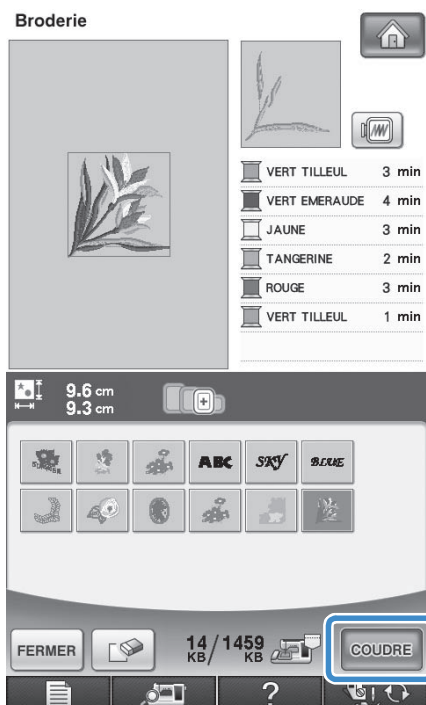 Broderie
VERT TILLEUL 3 min
VERT EMERAUDE 4 min
JAUNE 3 min
TANGERINE 2 min
ROUGE 3 min
VERT TILLEUL 1 min
9.6 cm
9.3 cm
SUMMER
ABC SKY BLUE
FERMER 14 KB / 1459 KB COUDRE
?